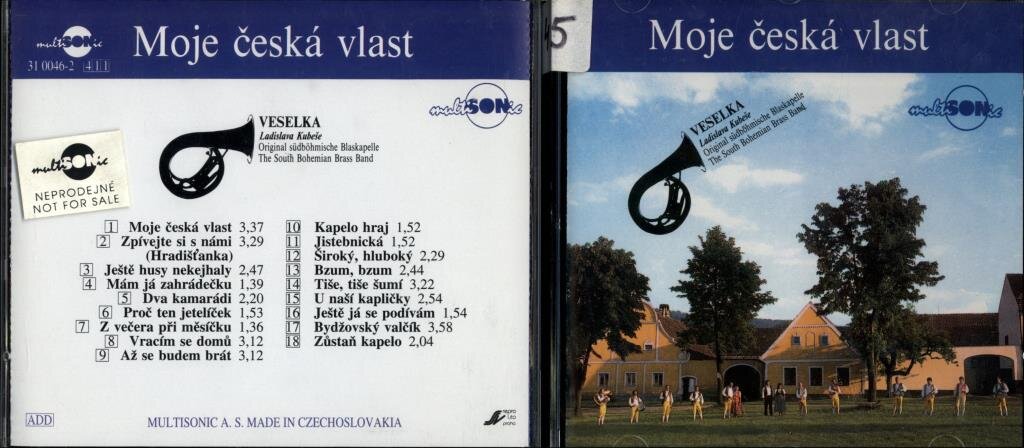 multiSONic
31 0046-2 411
Moje česká vlast
multiSONic
VESELKA
Ladislava Kubeše
Original südböhmische Blaskapelle
The South Bohemian Brass Band
multiSONic
NEPRODEJNÉ
NOT FOR SALE
1 Moje česká vlast 3,37
2 Zpívejte si s námi 3,29
(Hradišťanka)
3 Ještě husy nekejhaly 2,47
4 Mám já zahrádečku 1,39
5 Dva kamarádi 2,20
6 Proč ten jetelíček 1,53
7 Z večera při měsíčku 1,36
8 Vracím se domů 3,12
9 Až se budem brát 3,12
10 Kapelo hraj 1,52
11 Jistebnická 1,52
12 Široký, hluboký 2,29
13 Bzum, bzum 2,44
14 Tiše, tiše šumí 3,22
15 U naší kapličky 2,54
16 Ještě já se podívám 1,54
17 Bydžovský valčík 3,58
18 Zůstaň kapelo 2,04
ADD
MULTISONIC A. S. MADE IN CZECHOSLOVAKIA
repro
praha
5
Moje česká vlast
multiSONic
VESELKA
Ladislava Kubeše
Original südböhmische Blaskapelle
The South Bohemian Brass Band